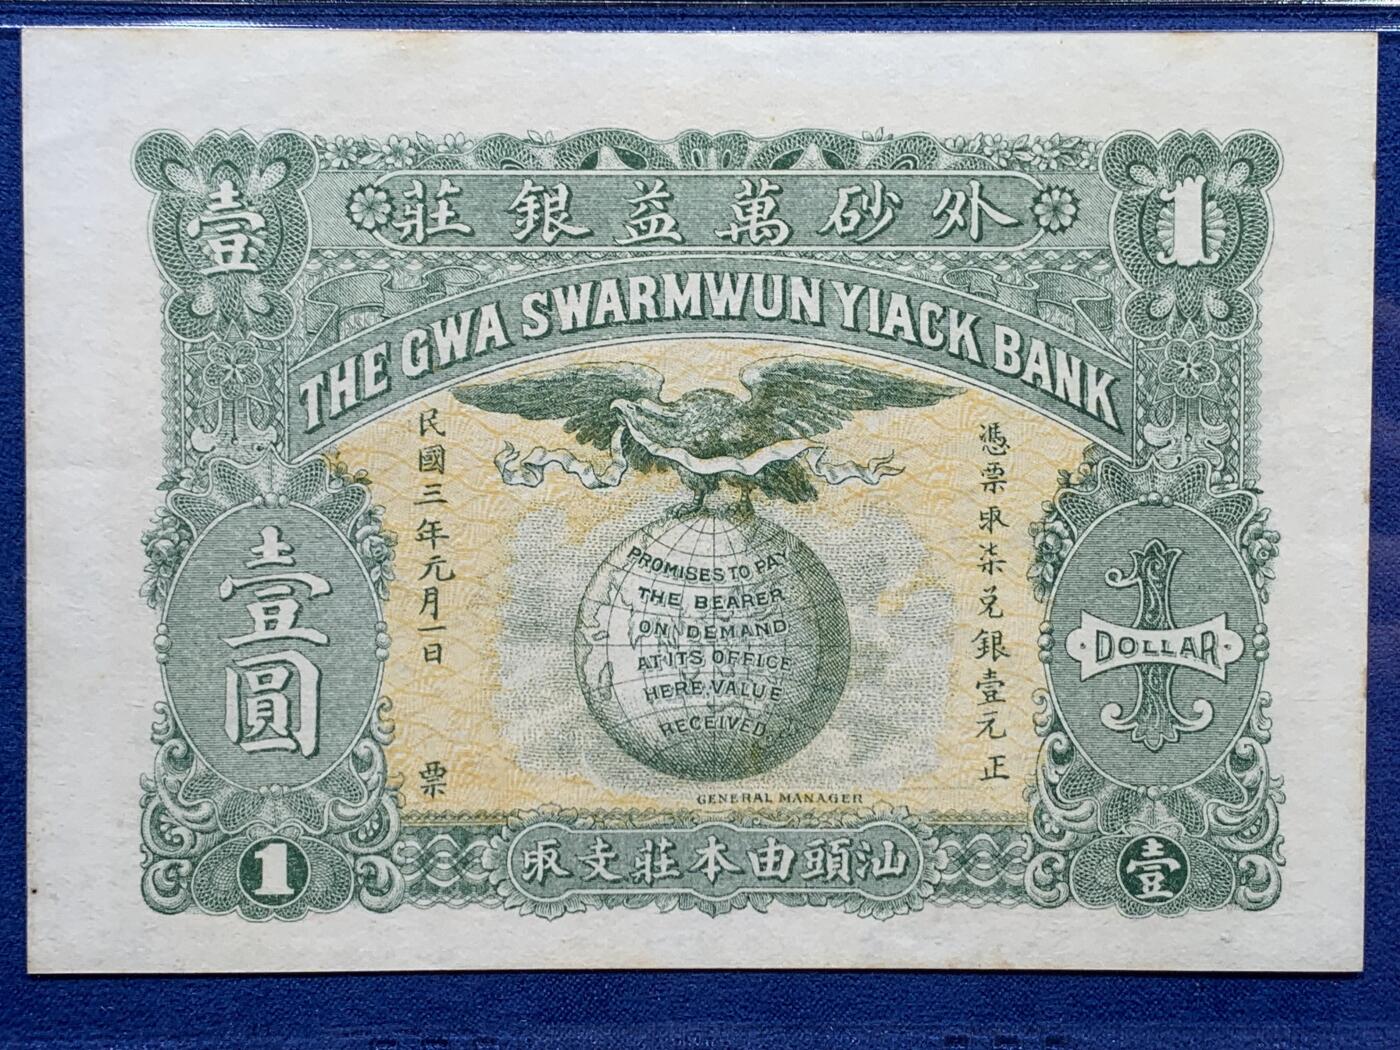 外砂萬益銀莊
壹
1
THE GWA SWARMWUN YIACK BANK
憑票取柒兌銀壹元正
民國三年元月一日
票
PROMISES TO PAY
THE BEARER
ON DEMAND
AT ITS OFFICE
HERE, VALUE
RECEIVED.
壹圓
1
DOLLAR
GENERAL MANAGER
汕頭由本莊支取
1
壹